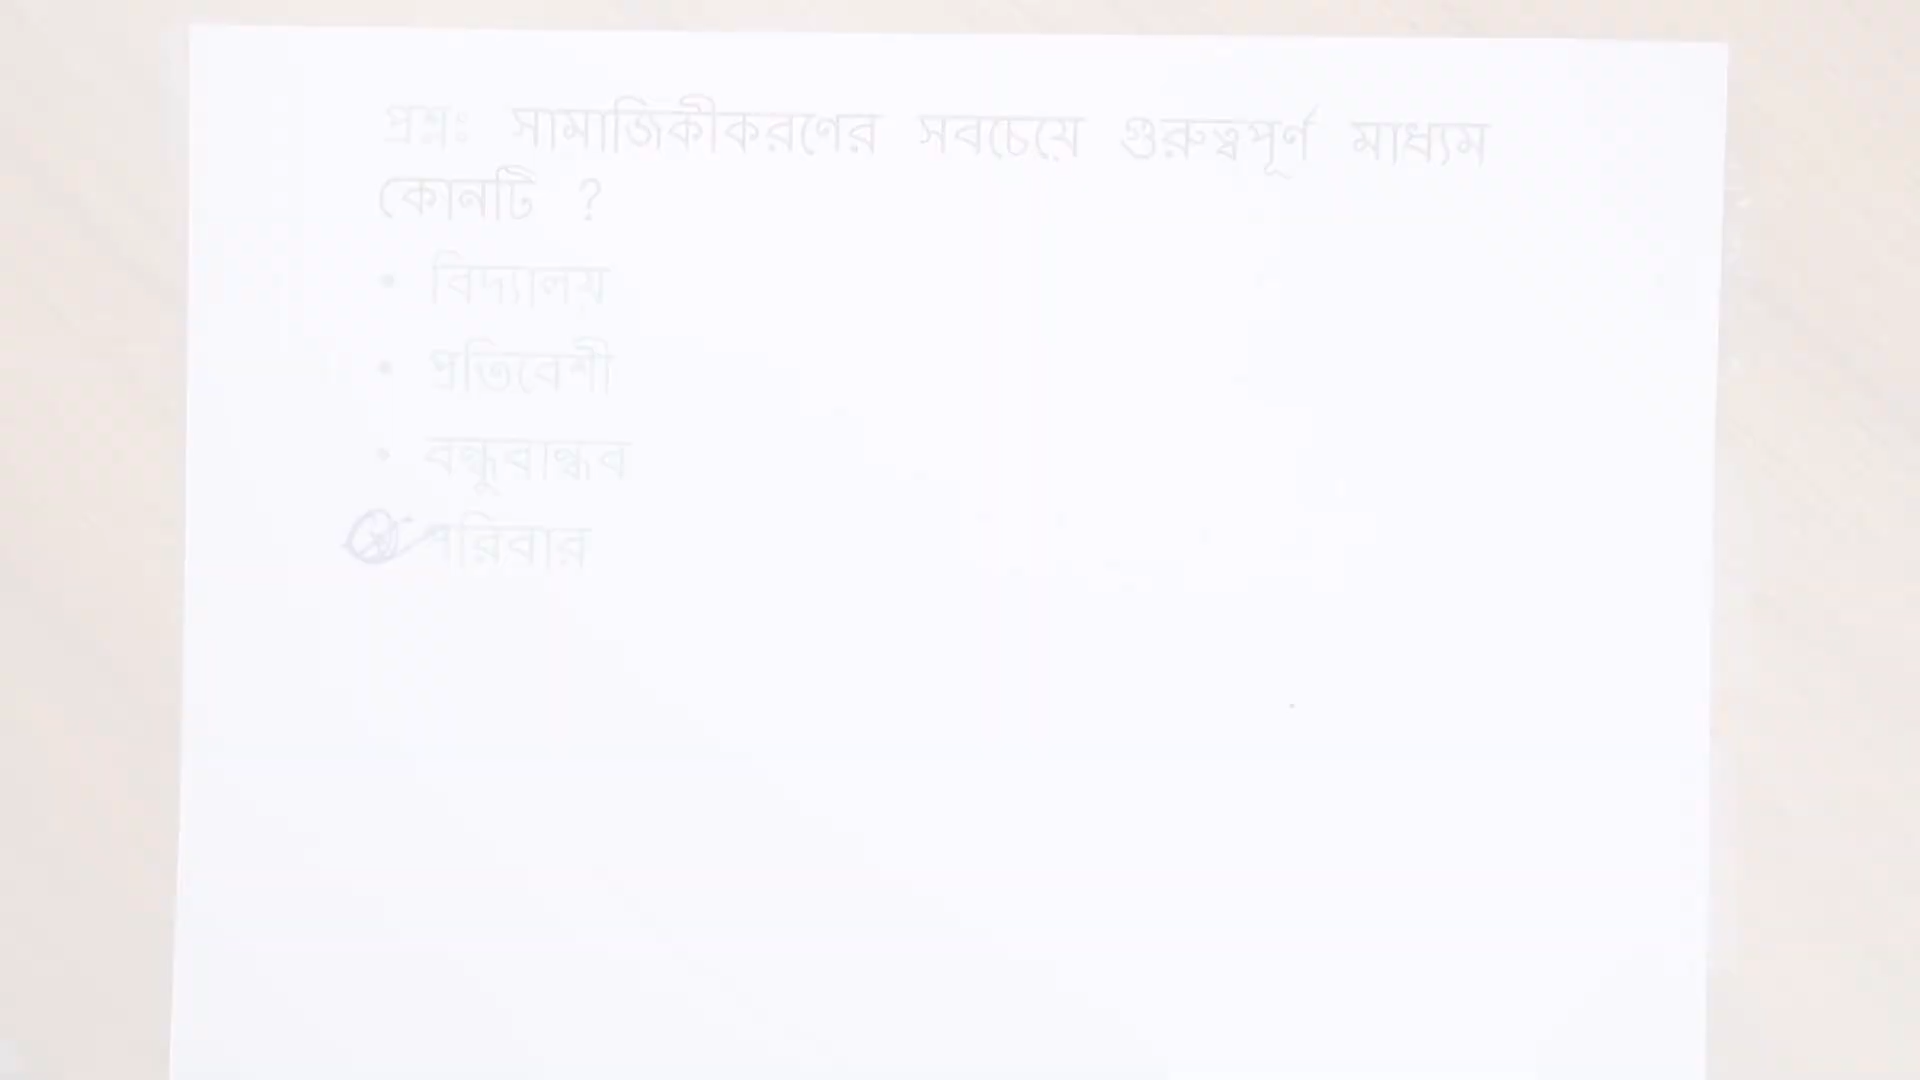 প্রশ্ন: সামাজিকীকরণের সবচেয়ে গুরুত্বপূর্ণ মাধ্যম
কোনটি ?
• বিদ্যালয়
• প্রতিবেশী
• বন্ধুবান্ধব
পরিবার